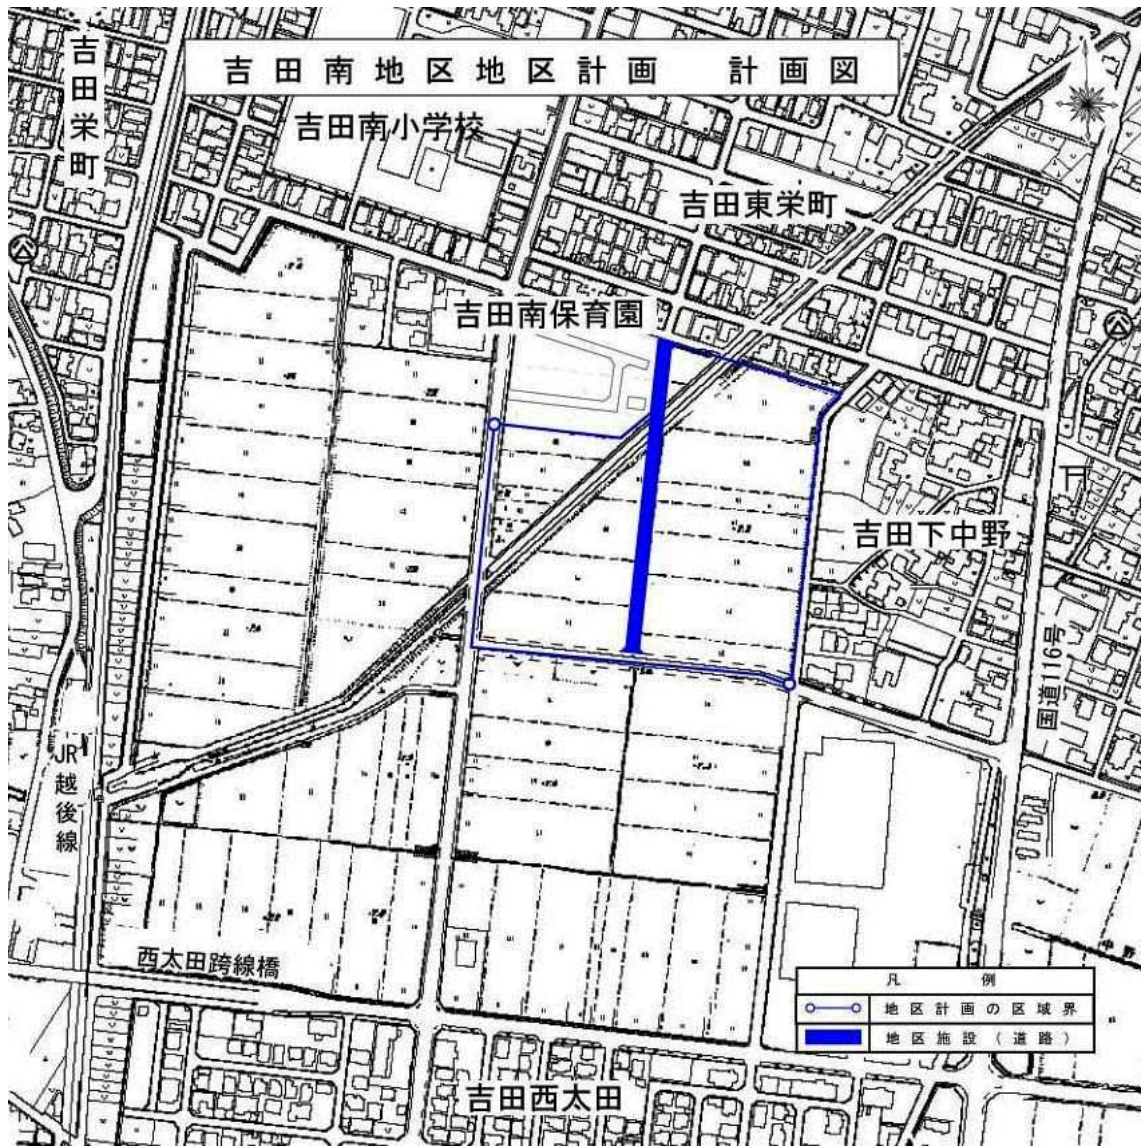 吉田南地区地区計画　計画図
吉田栄町
吉田南小学校
吉田東栄町
吉田南保育園
吉田下中野
国道116号
JR越後線
西太田跨線橋
中野
吉田西太田
凡例
地区計画の区域界
地区施設（道路）